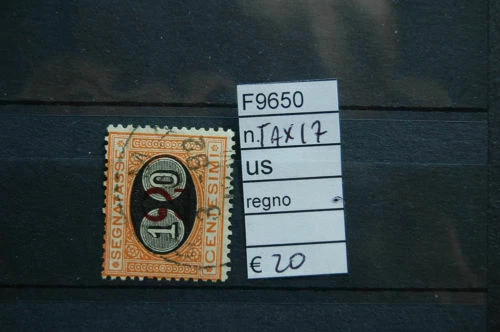 SEGNATASSE
CENTESIMI
F9650
n.TAX17
us
regno
€ 20